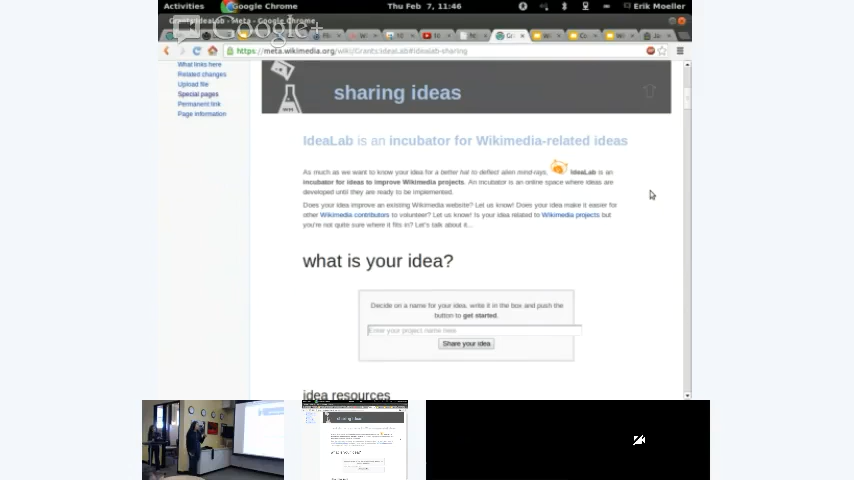 Activities
Google Chrome
Thu Feb 7, 11:46
Erik Moeller
Grants:IdeaLab - Meta - Google Chrome
Google+
https://meta.wikimedia.org/wiki/Grants:IdeaLab#idealab-sharing
What links here
Related changes
Upload file
Special pages
Permanent link
Page information
sharing ideas
IdeaLab is an incubator for Wikimedia-related ideas
As much as we want to know your idea for a better hat to deflect alien mind-rays, IdeaLab is an
incubator for ideas to improve Wikimedia projects. An incubator is an online space where ideas are
developed until they are ready to be implemented.
Does your idea improve an existing Wikimedia website? Let us know! Does your idea make it easier for
other Wikimedia contributors to volunteer? Let us know! Is your idea related to Wikimedia projects but
you're not quite sure where it fits in? Let's talk about it...
what is your idea?
Decide on a name for your idea, write it in the box and push the
button to get started.
Enter your project name here
Share your idea
idea resources